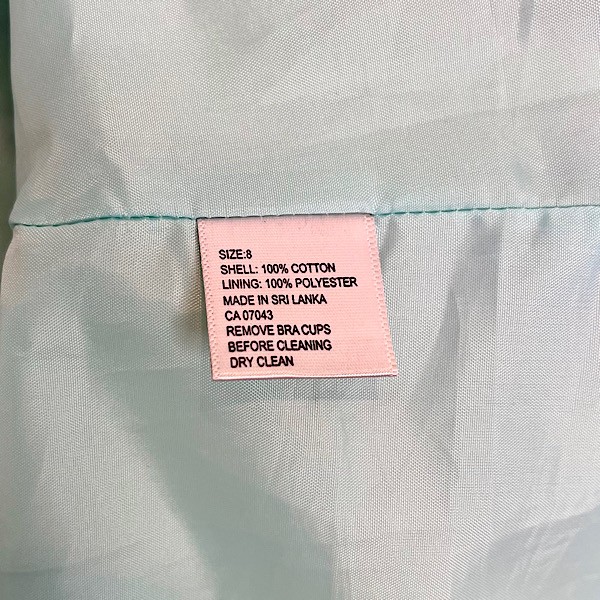 SIZE:8
SHELL: 100% COTTON
LINING: 100% POLYESTER
MADE IN SRI LANKA
CA 07043
REMOVE BRA CUPS
BEFORE CLEANING
DRY CLEAN